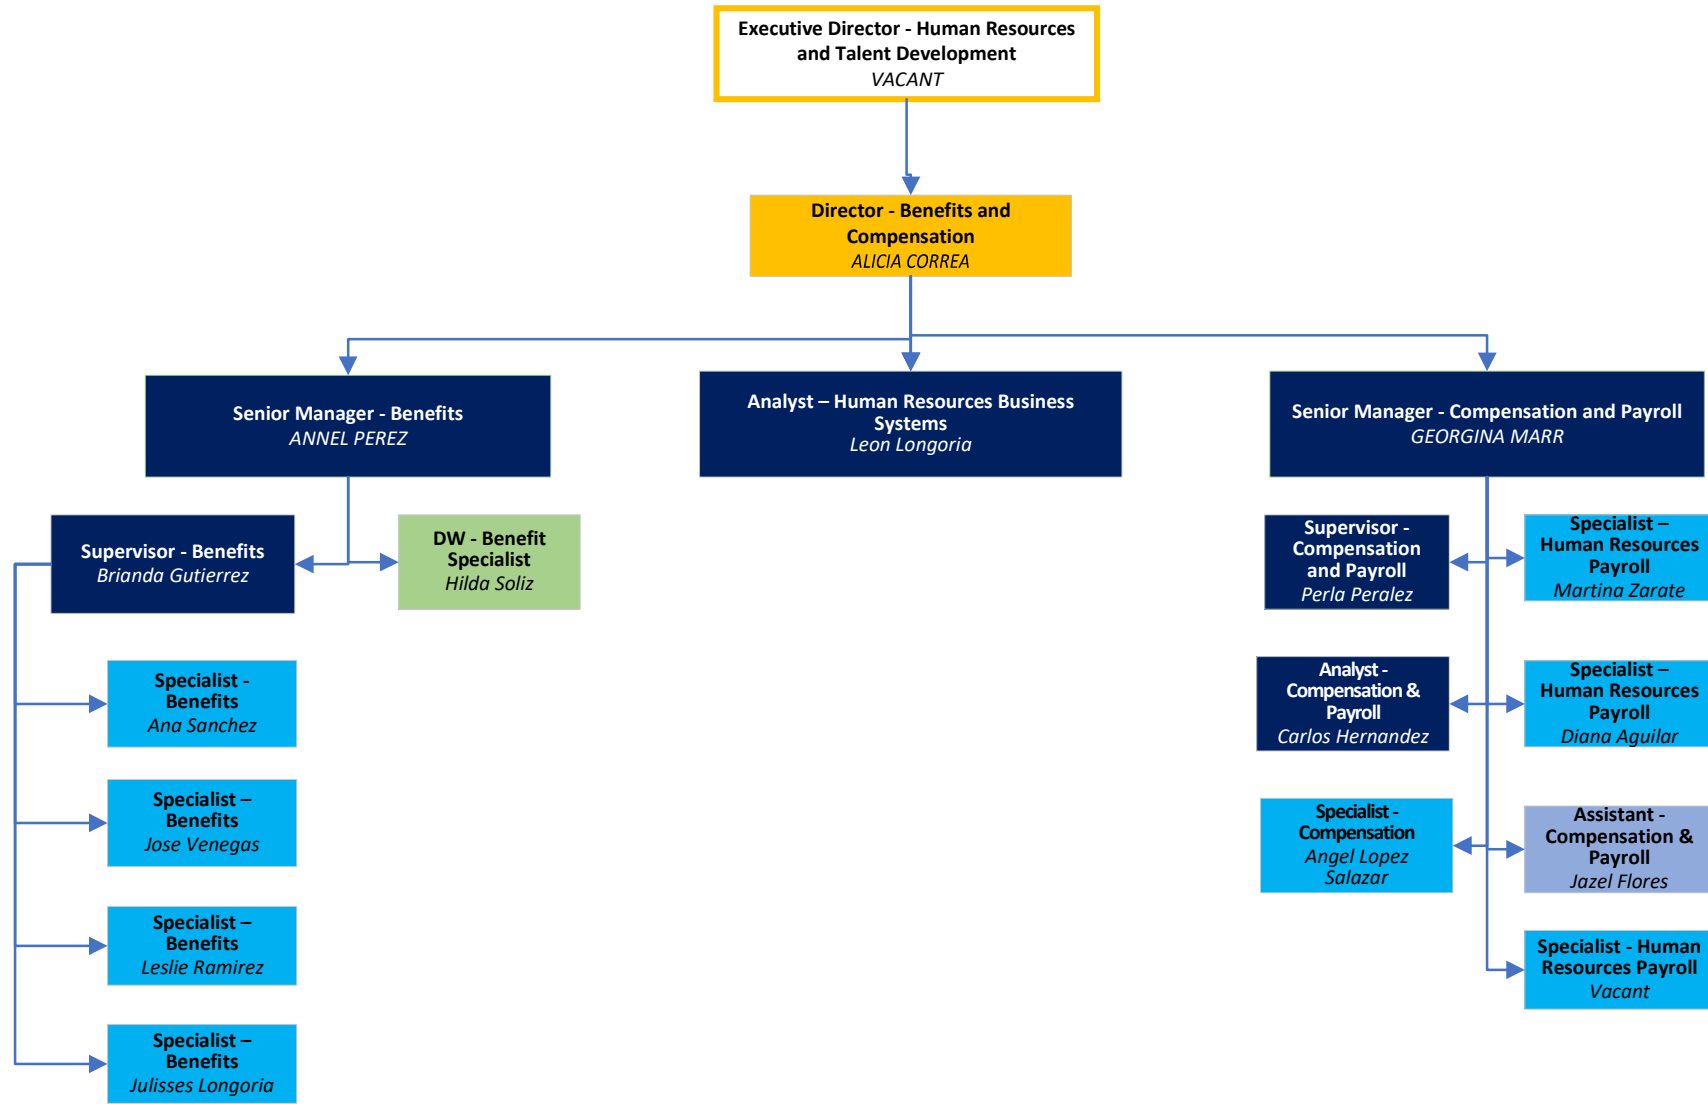 Executive Director - Human Resources
and Talent Development
VACANT
Director - Benefits and
Compensation
ALICIA CORREA
Senior Manager - Benefits
ANNEL PEREZ
Analyst – Human Resources Business
Systems
Leon Longoria
Senior Manager - Compensation and Payroll
GEORGINA MARR
Supervisor - Benefits
Brianda Gutierrez
DW - Benefit
Specialist
Hilda Soliz
Specialist -
Benefits
Ana Sanchez
Specialist –
Benefits
Jose Venegas
Specialist –
Benefits
Leslie Ramirez
Specialist –
Benefits
Julisses Longoria
Supervisor -
Compensation
and Payroll
Perla Peralez
Specialist –
Human Resources
Payroll
Martina Zarate
Analyst -
Compensation &
Payroll
Carlos Hernandez
Specialist –
Human Resources
Payroll
Diana Aguilar
Specialist -
Compensation
Angel Lopez
Salazar
Assistant -
Compensation &
Payroll
Jazel Flores
Specialist - Human
Resources Payroll
Vacant